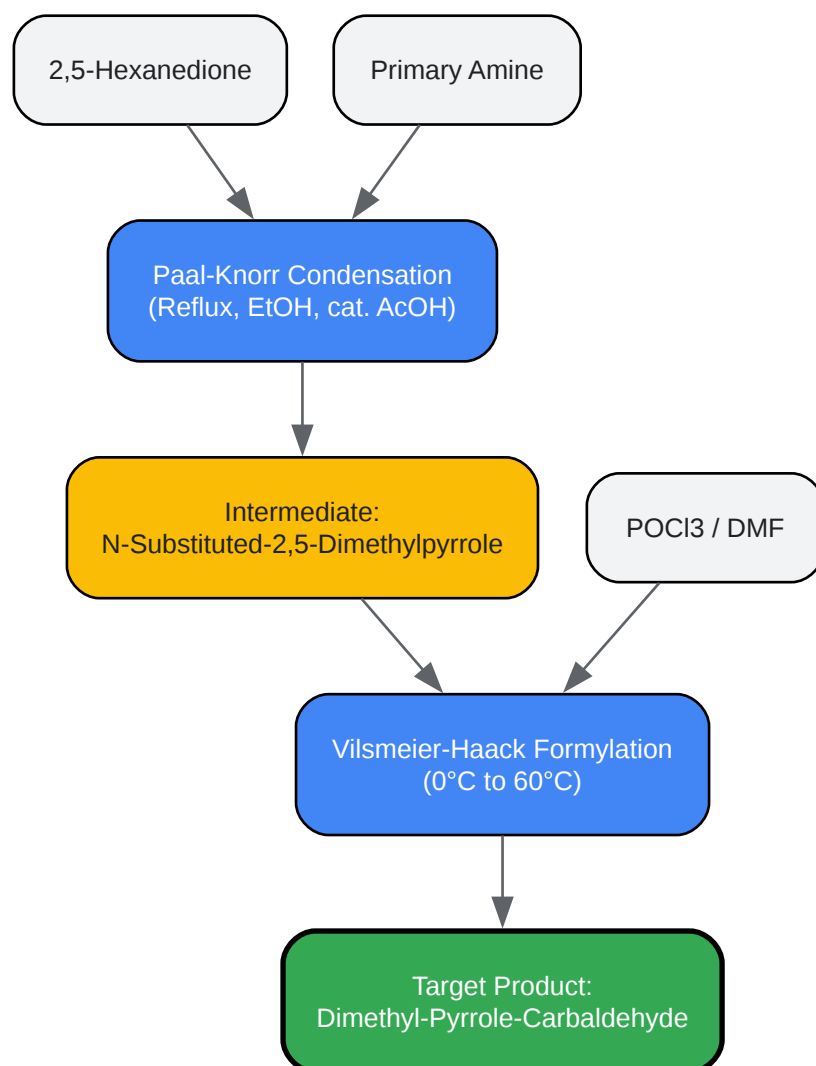 2,5-Hexanedione
Primary Amine
Paal-Knorr Condensation
(Reflux, EtOH, cat. AcOH)
Intermediate:
N-Substituted-2,5-Dimethylpyrrole
POCl3 / DMF
Vilsmeier-Haack Formylation
(0°C to 60°C)
Target Product:
Dimethyl-Pyrrole-Carbaldehyde